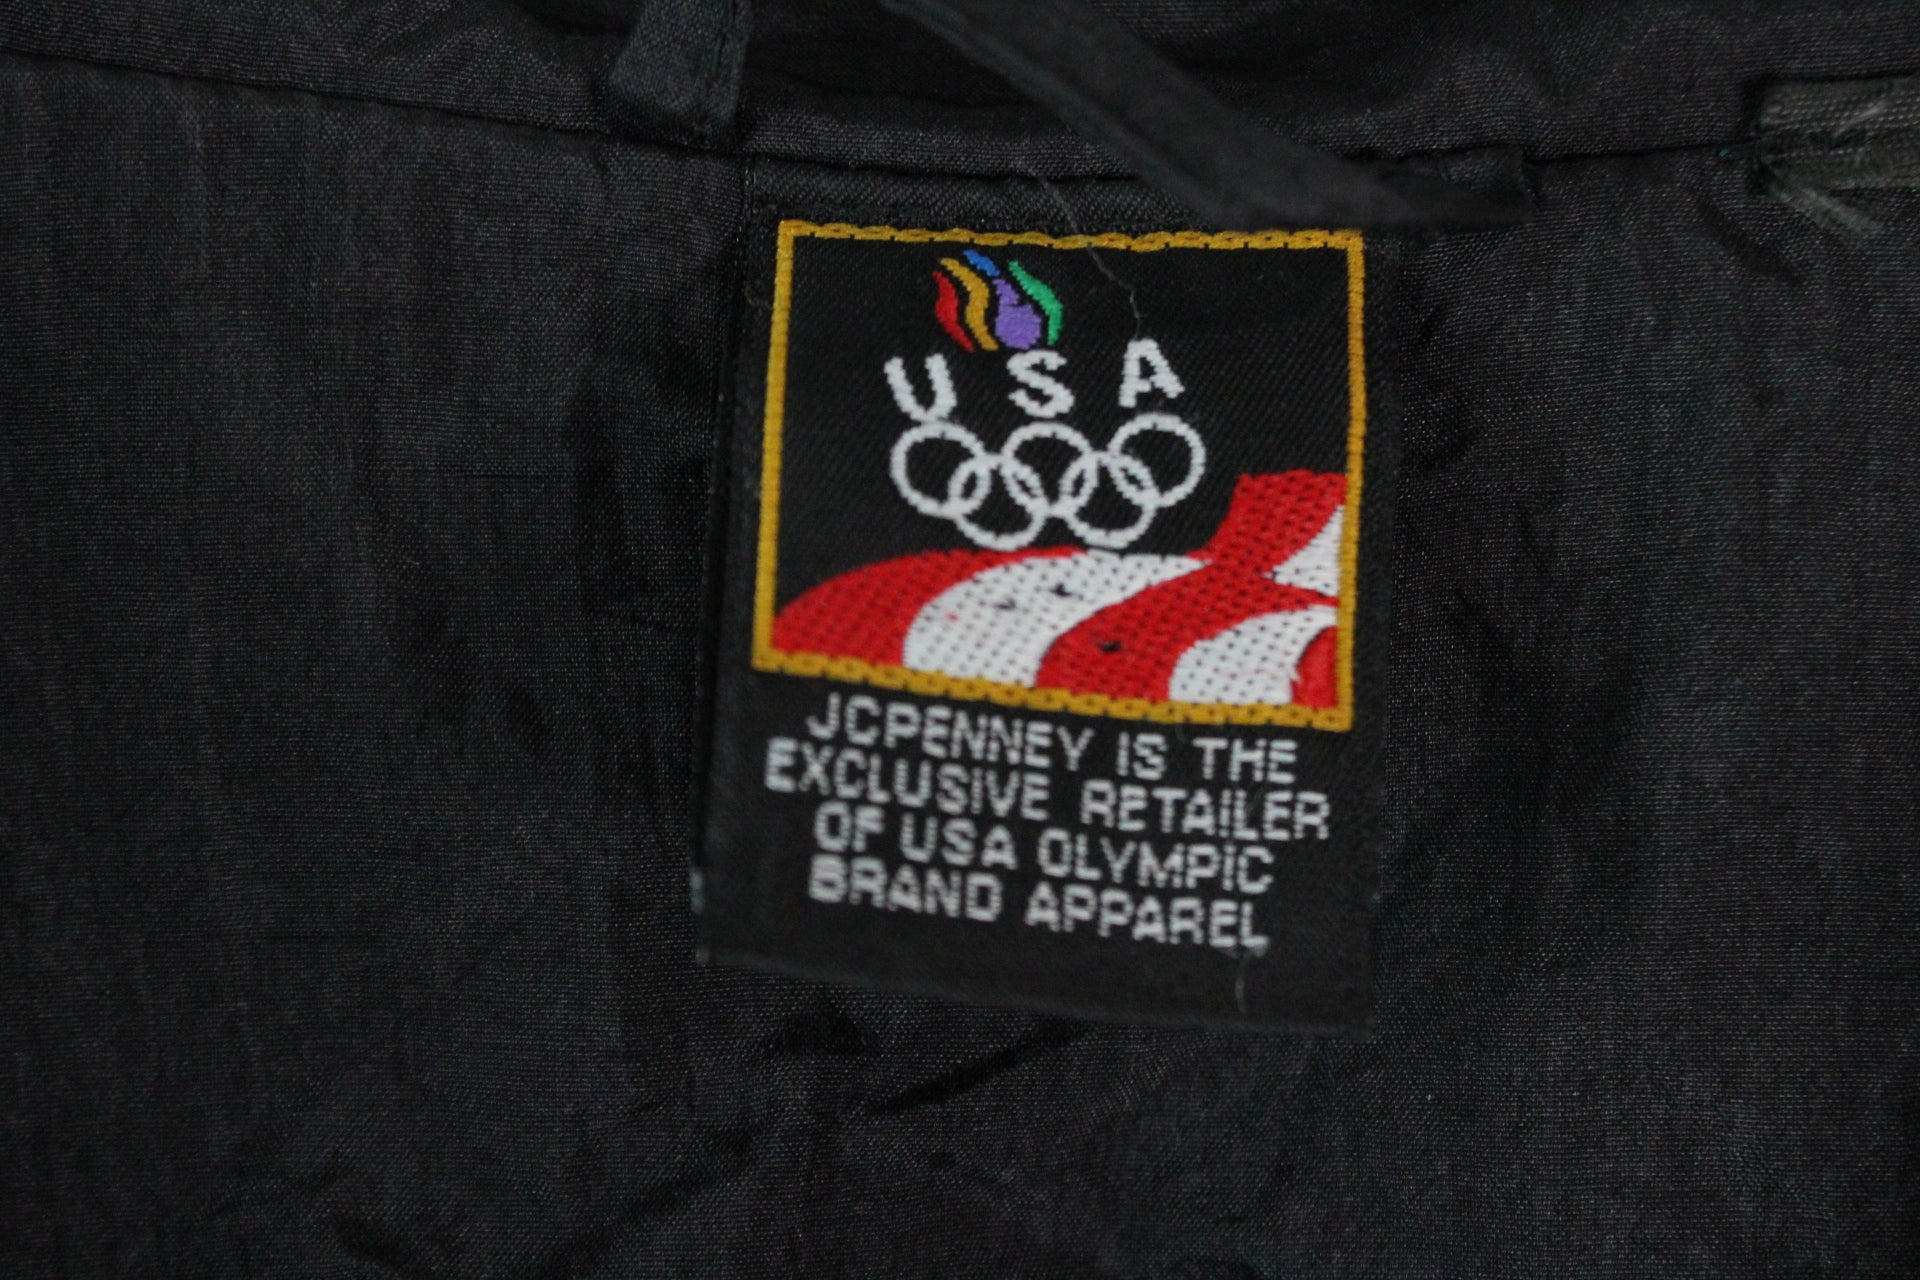 USA
JCPENNEY IS THE
EXCLUSIVE RETAILER
OF USA OLYMPIC
BRAND APPAREL